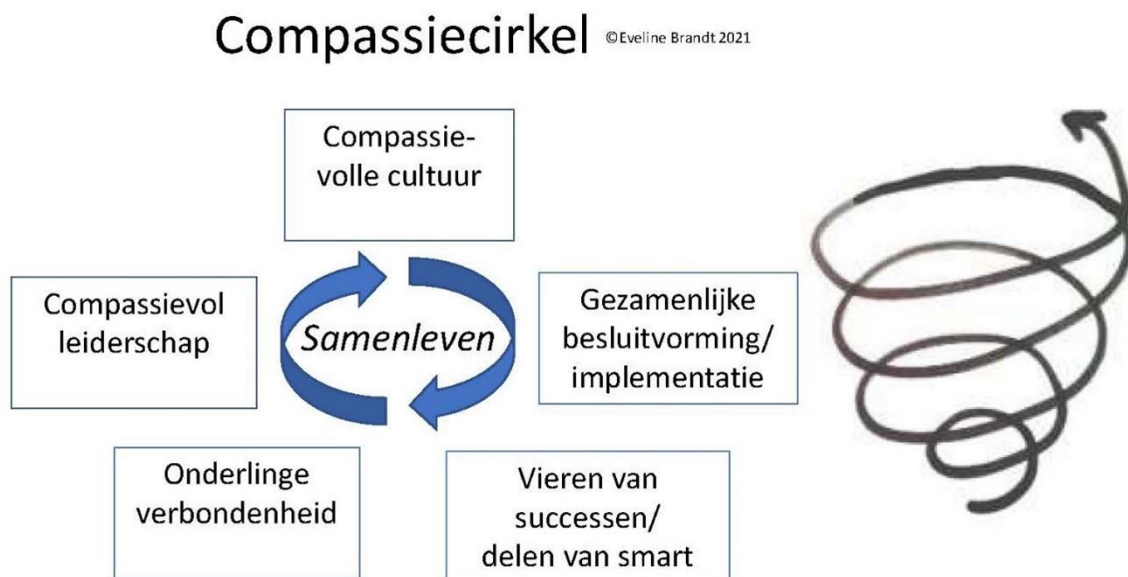 Compassiecirkel ©Eveline Brandt 2021
Compassie-
volle cultuur
Compassievol
leiderschap
Samenleven
Gezamenlijke
besluitvorming/
implementatie
Onderlinge
verbondenheid
Vieren van
successen/
delen van smart